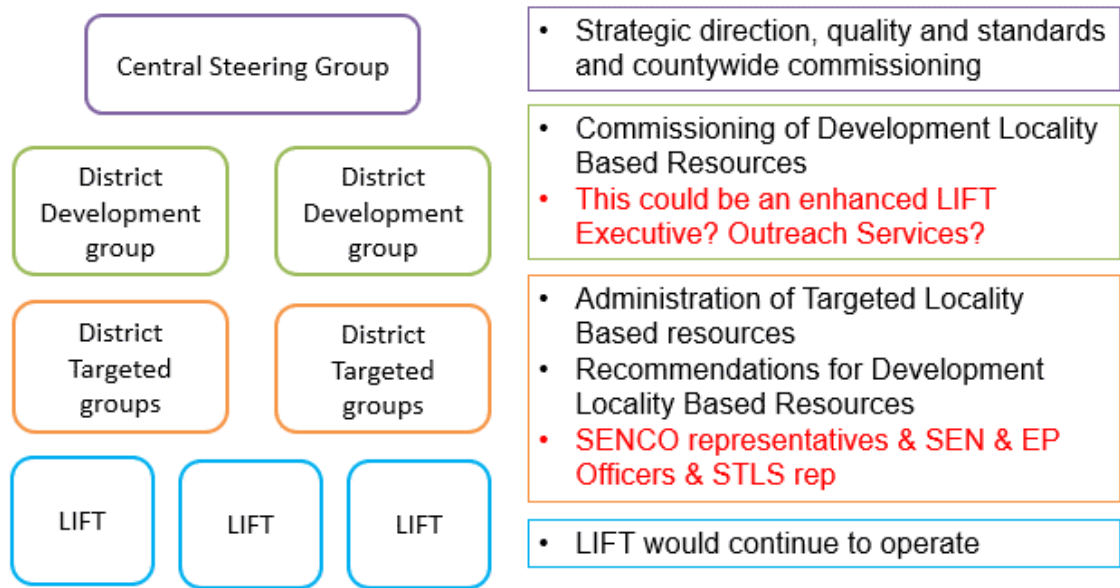 Central Steering Group
• Strategic direction, quality and standards
and countywide commissioning
District
Development
group
District
Development
group
• Commissioning of Development Locality
Based Resources
• This could be an enhanced LIFT
Executive? Outreach Services?
District
Targeted
groups
District
Targeted
groups
• Administration of Targeted Locality
Based resources
• Recommendations for Development
Locality Based Resources
• SENCO representatives & SEN & EP
Officers & STLS rep
LIFT
LIFT
LIFT
• LIFT would continue to operate